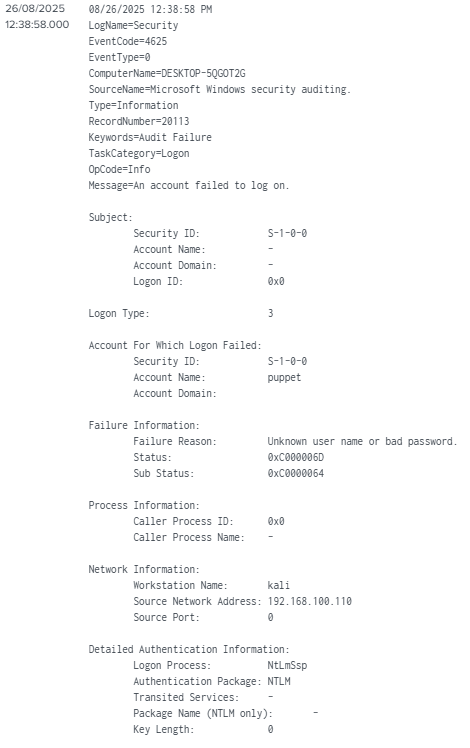 26/08/2025 08/26/2025 12:38:58 PM
12:38:58.000 LogName=Security
EventCode=4625
EventType=0
ComputerName=DESKTOP-5QGOT2G
SourceName=Microsoft Windows security auditing.
Type=Information
RecordNumber=20113
Keywords=Audit Failure
TaskCategory=Logon
OpCode=Info
Message=An account failed to log on.
Subject:
Security ID: S-1-0-0
Account Name: -
Account Domain: -
Logon ID: 0x0
Logon Type: 3
Account For Which Logon Failed:
Security ID: S-1-0-0
Account Name: puppet
Account Domain:
Failure Information:
Failure Reason: Unknown user name or bad password.
Status: 0xC000006D
Sub Status: 0xC0000064
Process Information:
Caller Process ID: 0x0
Caller Process Name: -
Network Information:
Workstation Name: kali
Source Network Address: 192.168.100.110
Source Port: 0
Detailed Authentication Information:
Logon Process: NtLmSsp
Authentication Package: NTLM
Transited Services: -
Package Name (NTLM only): -
Key Length: 0